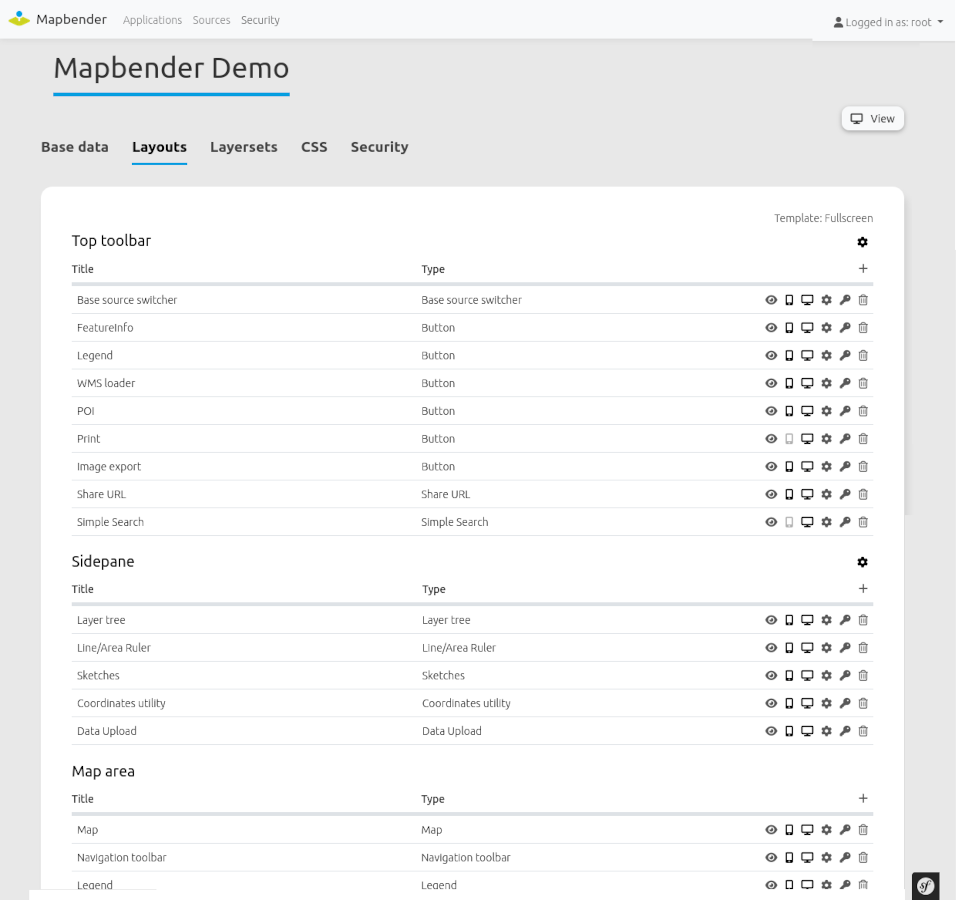 Mapbender Applications Sources Security Logged in as: root
Mapbender Demo
View
Base data Layouts Layersets CSS Security
Template: Fullscreen
Top toolbar
Title Type
Base source switcher Base source switcher
FeatureInfo Button
Legend Button
WMS loader Button
POI Button
Print Button
Image export Button
Share URL Share URL
Simple Search Simple Search
Sidepane
Title Type
Layer tree Layer tree
Line/Area Ruler Line/Area Ruler
Sketches Sketches
Coordinates utility Coordinates utility
Data Upload Data Upload
Map area
Title Type
Map Map
Navigation toolbar Navigation toolbar
Legend Legend
sf